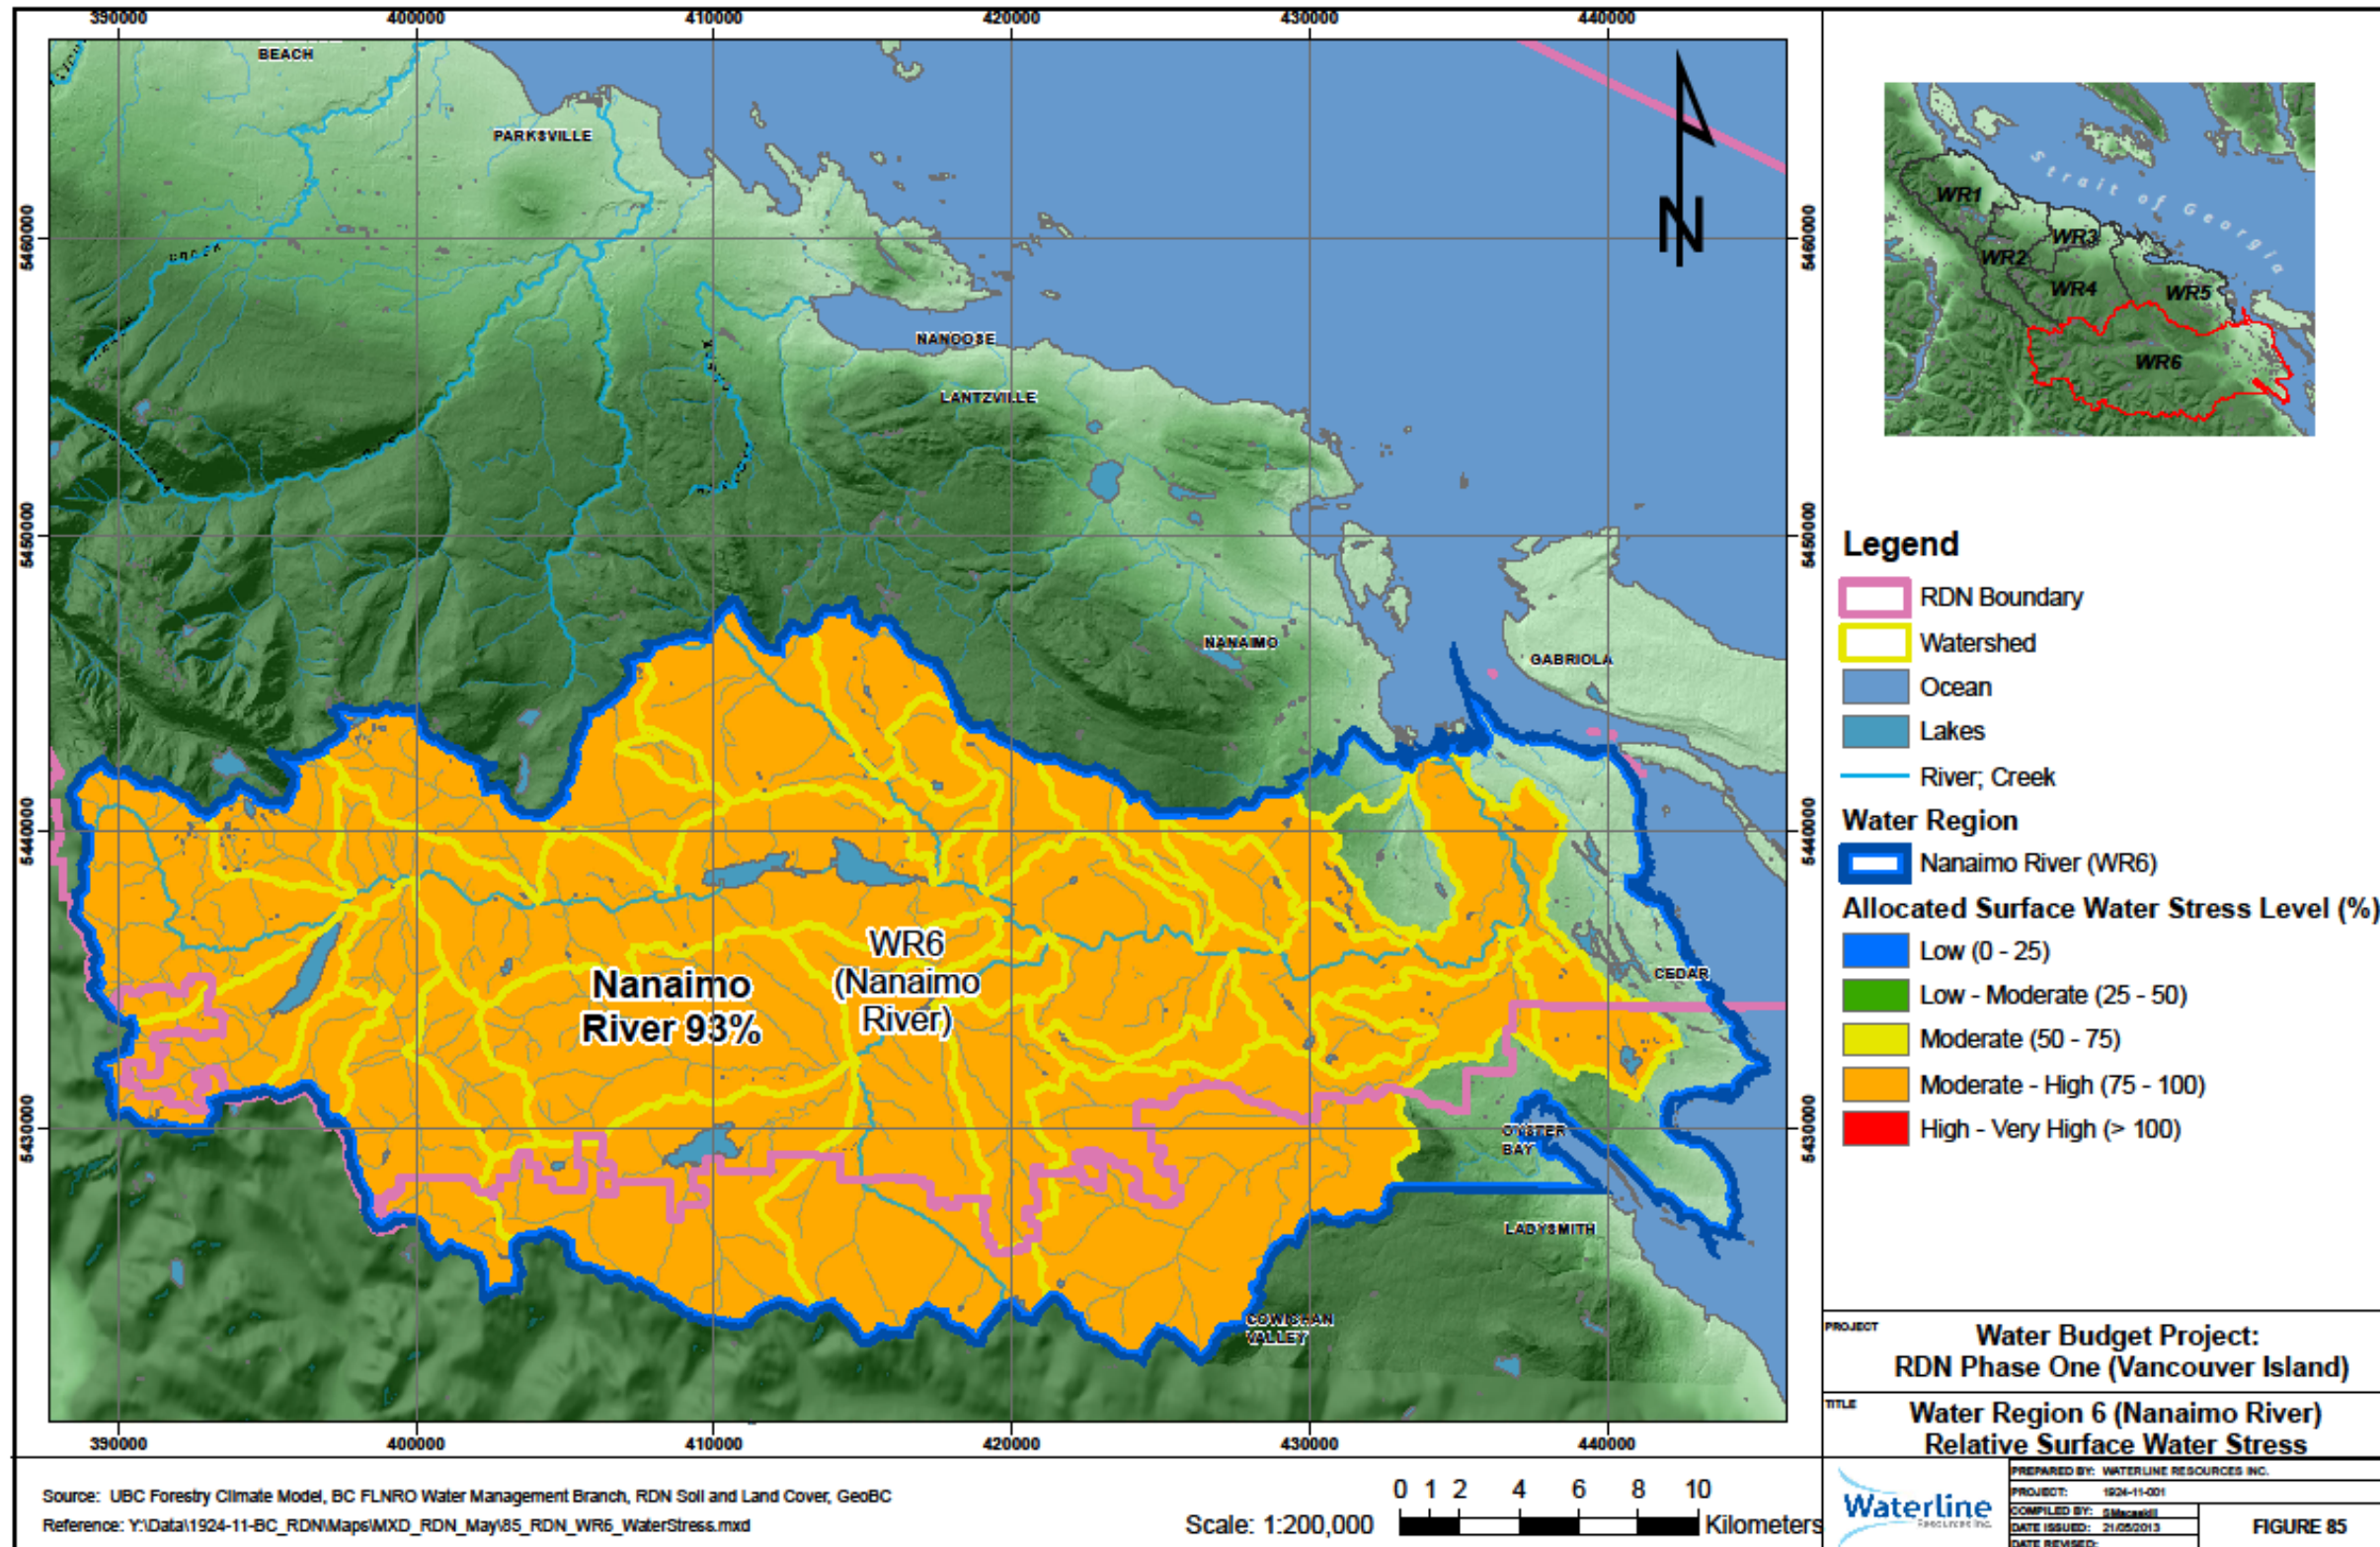 390000 400000 410000 420000 430000 440000
BEACH
PARKSVILLE
5460000
5460000
N
NANOOSE
LANTZVILLE
5450000
5450000
NANAIMO
GABRIOLA
5440000
5440000
WR6
(Nanaimo
River)
Nanaimo
River 93%
CEDAR
5430000
5430000
OYSTER
BAY
LADYSMITH
COWICHAN
VALLEY
390000 400000 410000 420000 430000 440000
Source: UBC Forestry Climate Model, BC FLNRO Water Management Branch, RDN Soil and Land Cover, GeoBC
Reference: Y:\Data\1924-11-BC_RDN\Maps\MXD_RDN_May\85_RDN_WR6_WaterStress.mxd
0 1 2 4 6 8 10
Scale: 1:200,000
Kilometers
Strait of Georgia
WR1
WR3
WR2
WR4
WR5
WR6
Legend
RDN Boundary
Watershed
Ocean
Lakes
River; Creek
Water Region
Nanaimo River (WR6)
Allocated Surface Water Stress Level (%)
Low (0 - 25)
Low - Moderate (25 - 50)
Moderate (50 - 75)
Moderate - High (75 - 100)
High - Very High (> 100)
PROJECT
Water Budget Project:
RDN Phase One (Vancouver Island)
TITLE
Water Region 6 (Nanaimo River)
Relative Surface Water Stress
Waterline
Resources Inc.
PREPARED BY: WATERLINE RESOURCES INC.
PROJECT: 1924-11-001
COMPILED BY:
DATE ISSUED: 21/05/2013
DATE REVISED:
FIGURE 85